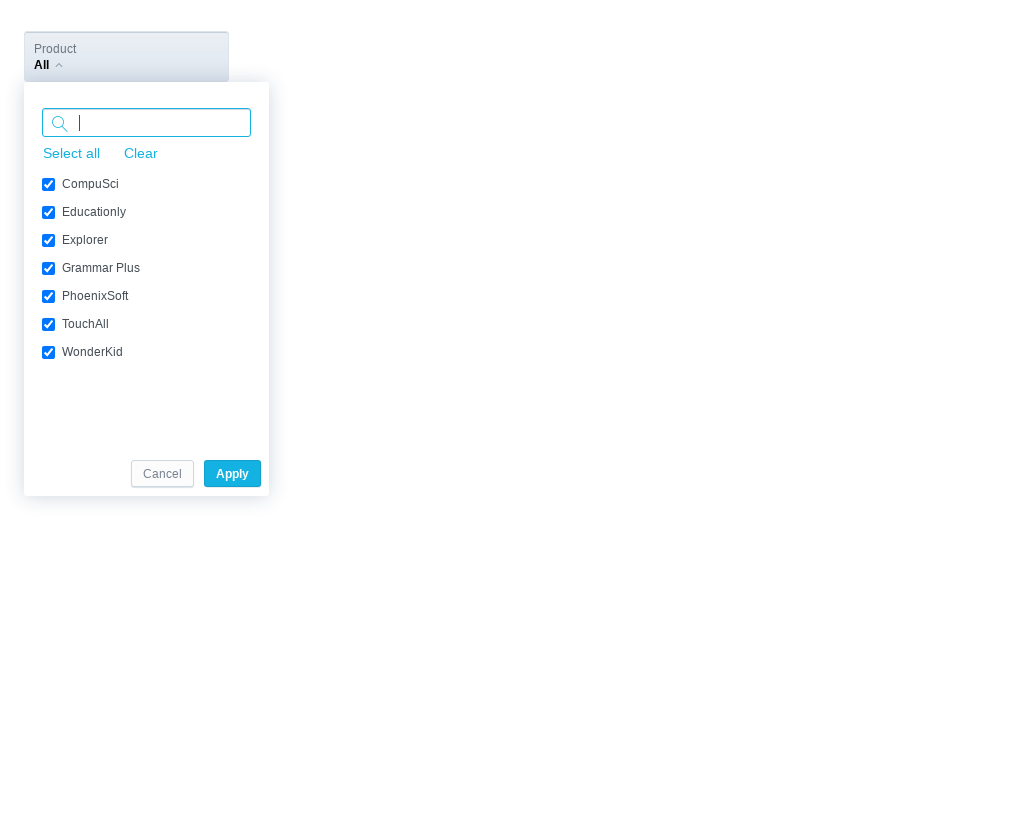 Product
All
Select all Clear
CompuSci
Educationly
Explorer
Grammar Plus
PhoenixSoft
TouchAll
WonderKid
Cancel Apply